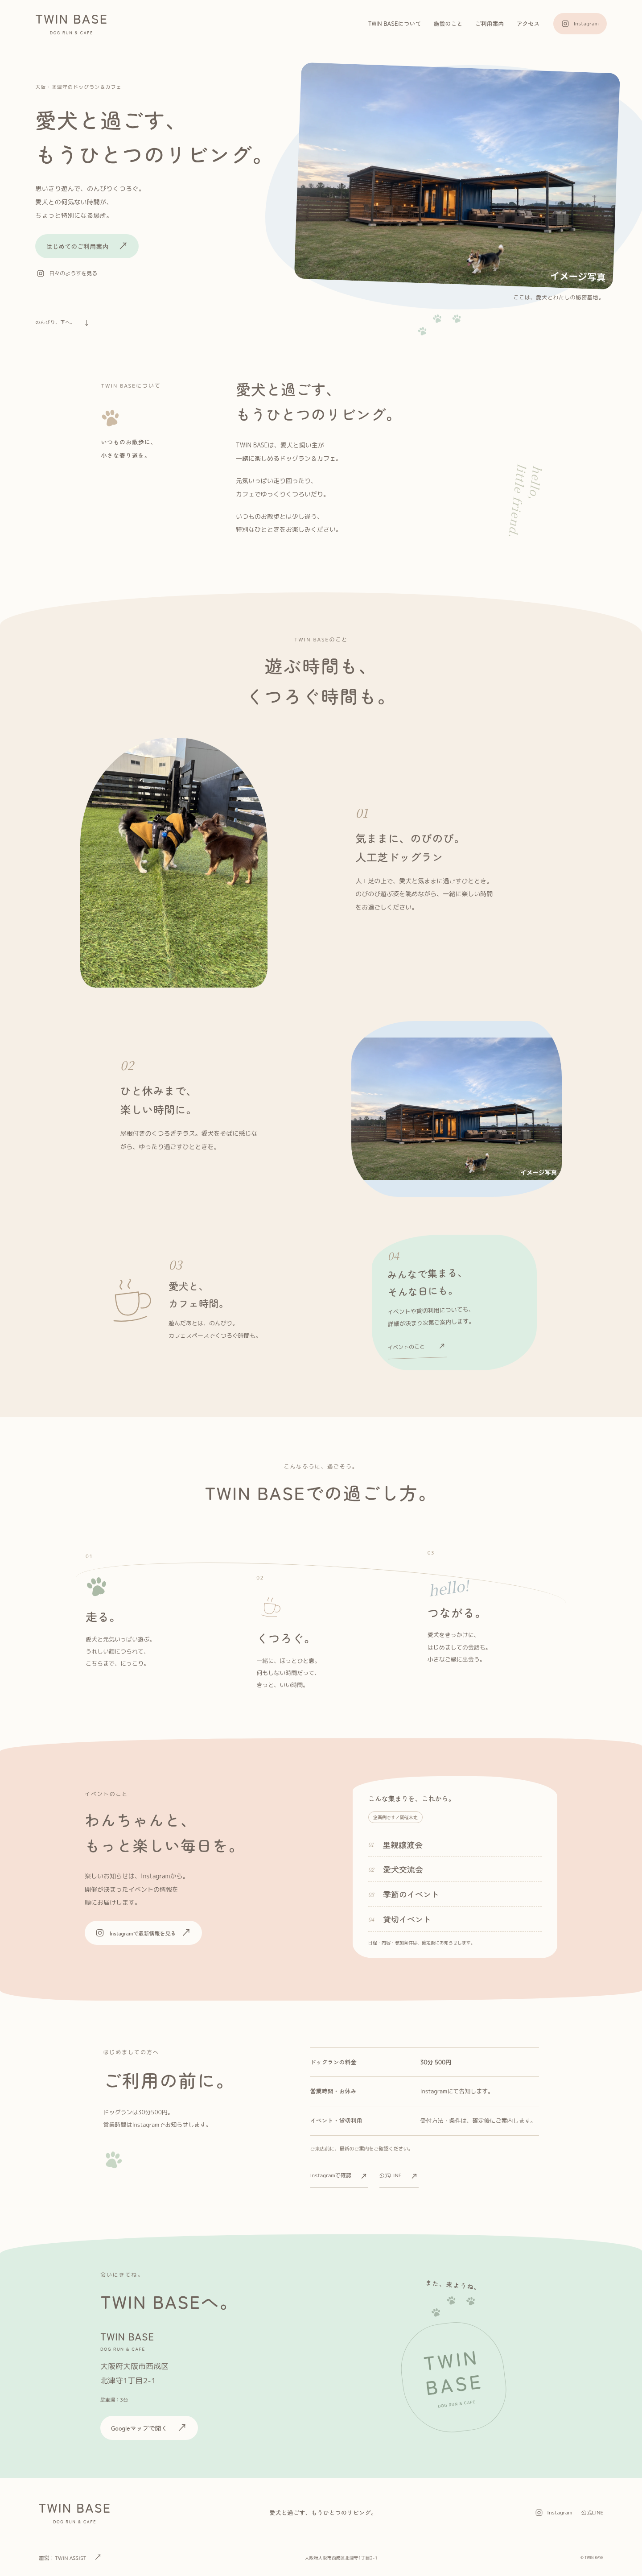 TWIN BASE
DOG RUN & CAFE
TWIN BASEについて
施設のこと
ご利用案内
アクセス
Instagram
大阪・北津守のドッグラン＆カフェ
愛犬と過ごす、
もうひとつのリビング。
思いきり遊んで、のんびりくつろぐ。
愛犬との何気ない時間が、
ちょっと特別になる場所。
はじめてのご利用案内
日々のようすを見る
イメージ写真
ここは、愛犬とわたしの秘密基地。
のんびり、下へ。
TWIN BASEについて
いつものお散歩に、
小さな寄り道を。
愛犬と過ごす、
もうひとつのリビング。
TWIN BASEは、愛犬と飼い主が
一緒に楽しめるドッグラン＆カフェ。
元気いっぱい走り回ったり、
カフェでゆっくりくつろいだり。
いつものお散歩とは少し違う、
特別なひとときをお楽しみください。
hello,
little friend.
TWIN BASEのこと
遊ぶ時間も、
くつろぐ時間も。
01
気ままに、のびのび。
人工芝ドッグラン
人工芝の上で、愛犬と気ままに過ごすひととき。
のびのび遊ぶ姿を眺めながら、一緒に楽しい時間
をお過ごしください。
02
ひと休みまで、
楽しい時間に。
屋根付きのくつろぎテラス。愛犬をそばに感じな
がら、ゆったり過ごすひとときを。
イメージ写真
03
愛犬と、
カフェ時間。
遊んだあとは、のんびり。
カフェスペースでくつろぐ時間も。
04
みんなで集まる、
そんな日にも。
イベントや貸切利用についても、
詳細が決まり次第ご案内します。
イベントのこと
こんなふうに、過ごそう。
TWIN BASEでの過ごし方。
01
走る。
愛犬と元気いっぱい遊ぶ。
うれしい顔につられて、
こちらまで、にっこり。
02
くつろぐ。
一緒に、ほっとひと息。
何もしない時間だって、
きっと、いい時間。
03
hello!
つながる。
愛犬をきっかけに、
はじめましての会話も。
小さなご縁に出会う。
イベントのこと
わんちゃんと、
もっと楽しい毎日を。
楽しいお知らせは、Instagramから。
開催が決まったイベントの情報を
順にお届けします。
Instagramで最新情報を見る
こんな集まりを、これから。
企画例です／開催未定
01 里親譲渡会
02 愛犬交流会
03 季節のイベント
04 貸切イベント
日程・内容・参加条件は、確定後にお知らせします。
はじめましての方へ
ご利用の前に。
ドッグランは30分500円。
営業時間はInstagramでお知らせします。
ドッグランの料金 30分 500円
営業時間・お休み Instagramにて告知します。
イベント・貸切利用 受付方法・条件は、確定後にご案内します。
ご来店前に、最新のご案内をご確認ください。
Instagramで確認
公式LINE
会いにきてね。
TWIN BASEへ。
TWIN BASE
DOG RUN & CAFE
大阪府大阪市西成区
北津守1丁目2-1
駐車場：5台
Googleマップで開く
また、来ようね。
TWIN
BASE
DOG RUN & CAFE
TWIN BASE
DOG RUN & CAFE
愛犬と過ごす、もうひとつのリビング。
Instagram
公式LINE
運営：TWIN ASSIST
大阪府大阪市西成区北津守1丁目2-1
© TWIN BASE